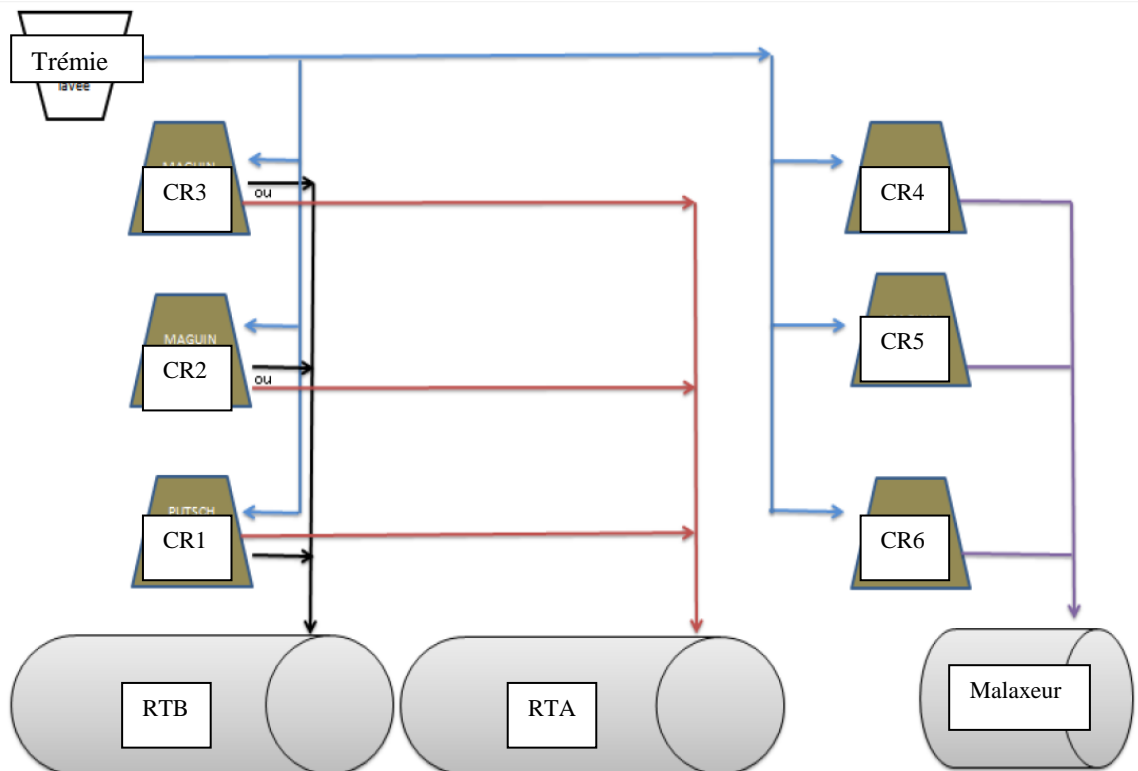 Trémie
lavée
MAGUIN
CR3
ou
CR4
MAGUIN
CR2
ou
CR5
PUTSCH
CR1
CR6
RTB
RTA
Malaxeur